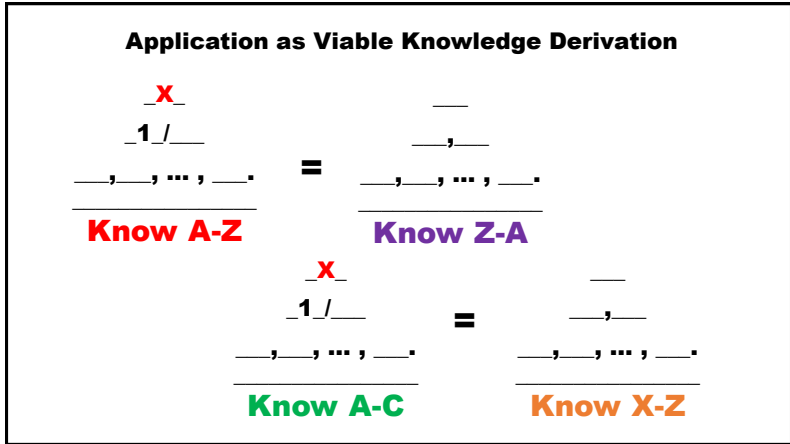 Application as Viable Knowledge Derivation
_X_ ___
_1_/___ ___,___
___,___, ... , ___. = ___,___, ... , ___.
Know A-Z Know Z-A
_X_ ___
_1_/___ = ___,___
___,___, ... , ___. ___,___, ... , ___.
Know A-C Know X-Z